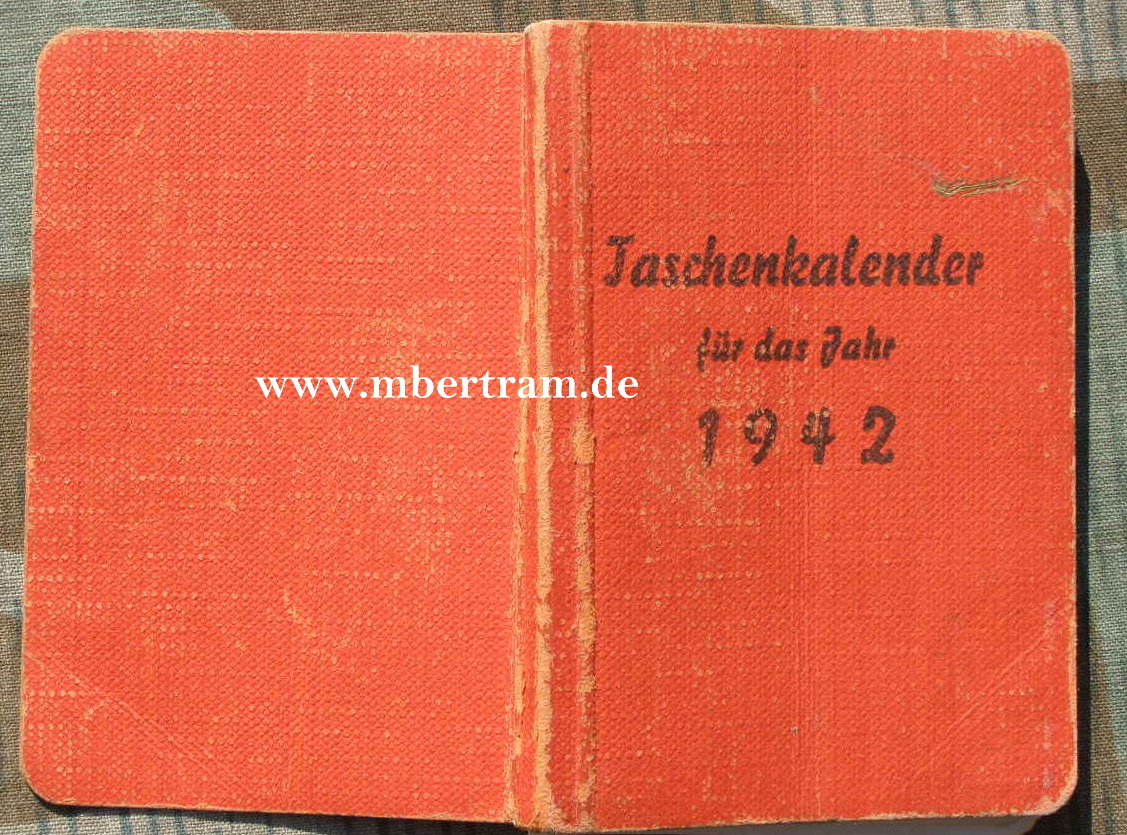 Taschenkalender
für das Jahr
1942
www.mbertram.de